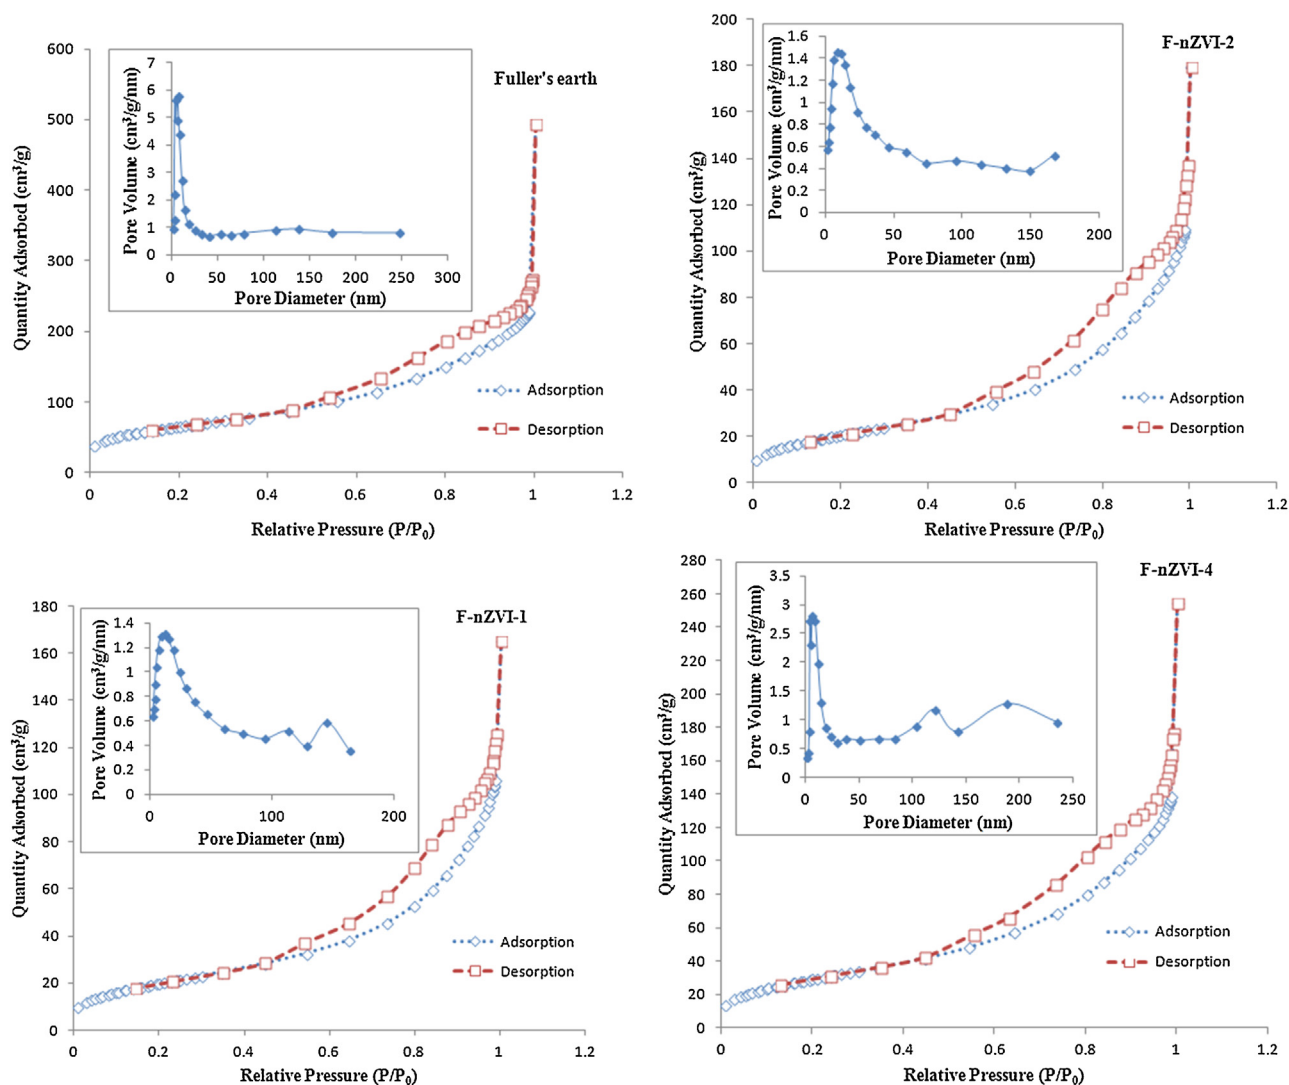 Fuller's earth
Quantity Adsorbed (cm³/g)
600
500
400
300
200
100
0
0 0.2 0.4 0.6 0.8 1 1.2
Relative Pressure (P/P₀)
Adsorption
Desorption
Pore Volume (cm³/g/nm)
7
6
5
4
3
2
1
0
0 50 100 150 200 250 300
Pore Diameter (nm)
F-nZVI-2
Quantity Adsorbed (cm³/g)
200
180
160
140
120
100
80
60
40
20
0
0 0.2 0.4 0.6 0.8 1 1.2
Relative Pressure (P/P₀)
Adsorption
Desorption
Pore Volume (cm³/g/nm)
1.6
1.4
1.2
1
0.8
0.6
0.4
0.2
0
0 50 100 150 200
Pore Diameter (nm)
F-nZVI-1
Quantity Adsorbed (cm³/g)
180
160
140
120
100
80
60
40
20
0
0 0.2 0.4 0.6 0.8 1 1.2
Relative Pressure (P/P₀)
Adsorption
Desorption
Pore Volume (cm³/g/nm)
1.4
1.2
1
0.8
0.6
0.4
0.2
0
0 100 200
Pore Diameter (nm)
F-nZVI-4
Quantity Adsorbed (cm³/g)
280
260
240
220
200
180
160
140
120
100
80
60
40
20
0
0 0.2 0.4 0.6 0.8 1 1.2
Relative Pressure (P/P₀)
Adsorption
Desorption
Pore Volume (cm³/g/nm)
3.5
3
2.5
2
1.5
1
0.5
0
0 50 100 150 200 250
Pore Diameter (nm)